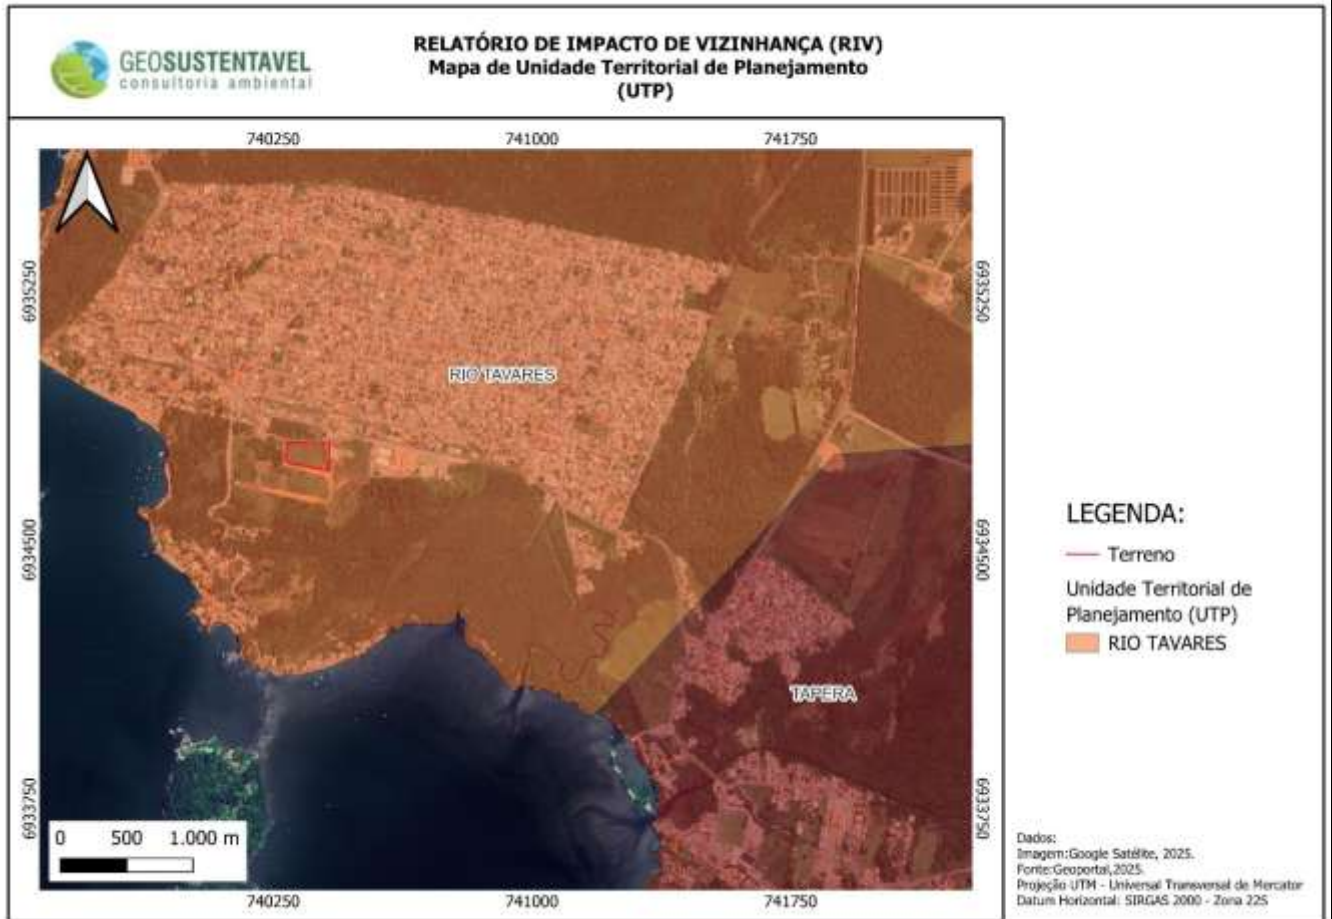 GEOSUSTENTAVEL
consultoria ambiental
RELATÓRIO DE IMPACTO DE VIZINHANÇA (RIV)
Mapa de Unidade Territorial de Planejamento
(UTP)
740250
741000
741750
6935250
6935250
RIO TAVARES
6934500
6934500
TAPERA
6933750
6933750
0 500 1.000 m
740250
741000
741750
LEGENDA:
Terreno
Unidade Territorial de
Planejamento (UTP)
RIO TAVARES
Dados:
Imagem:Google Satélite, 2025.
Fonte:Geoportal,2025.
Projeção UTM - Universal Transversal de Mercator
Datum Horizontal: SIRGAS 2000 - Zona 22S